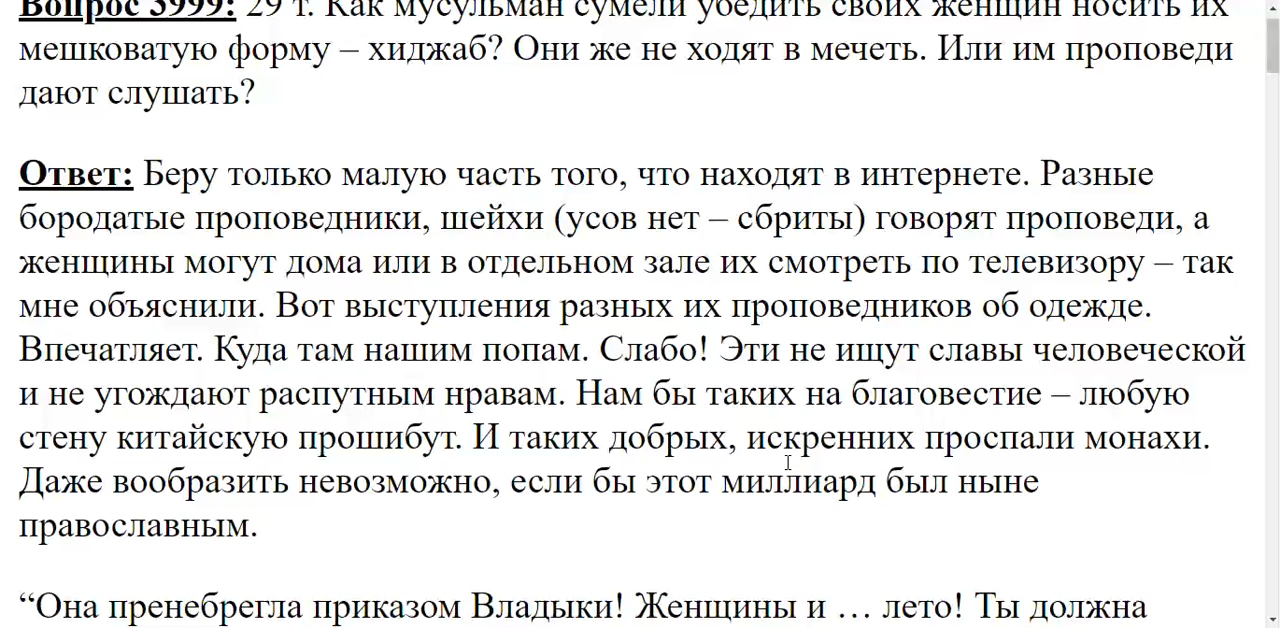 Вопрос 3999: 29 т. Как мусульман сумели убедить своих женщин носить их
мешковатую форму – хиджаб? Они же не ходят в мечеть. Или им проповеди
дают слушать?
Ответ: Беру только малую часть того, что находят в интернете. Разные
бородатые проповедники, шейхи (усов нет – сбриты) говорят проповеди, а
женщины могут дома или в отдельном зале их смотреть по телевизору – так
мне объяснили. Вот выступления разных их проповедников об одежде.
Впечатляет. Куда там нашим попам. Слабо! Эти не ищут славы человеческой
и не угождают распутным нравам. Нам бы таких на благовестие – любую
стену китайскую прошибут. И таких добрых, искренних проспали монахи.
Даже вообразить невозможно, если бы этот миллиард был ныне
православным.
“Она пренебрегла приказом Владыки! Женщины и … лето! Ты должна